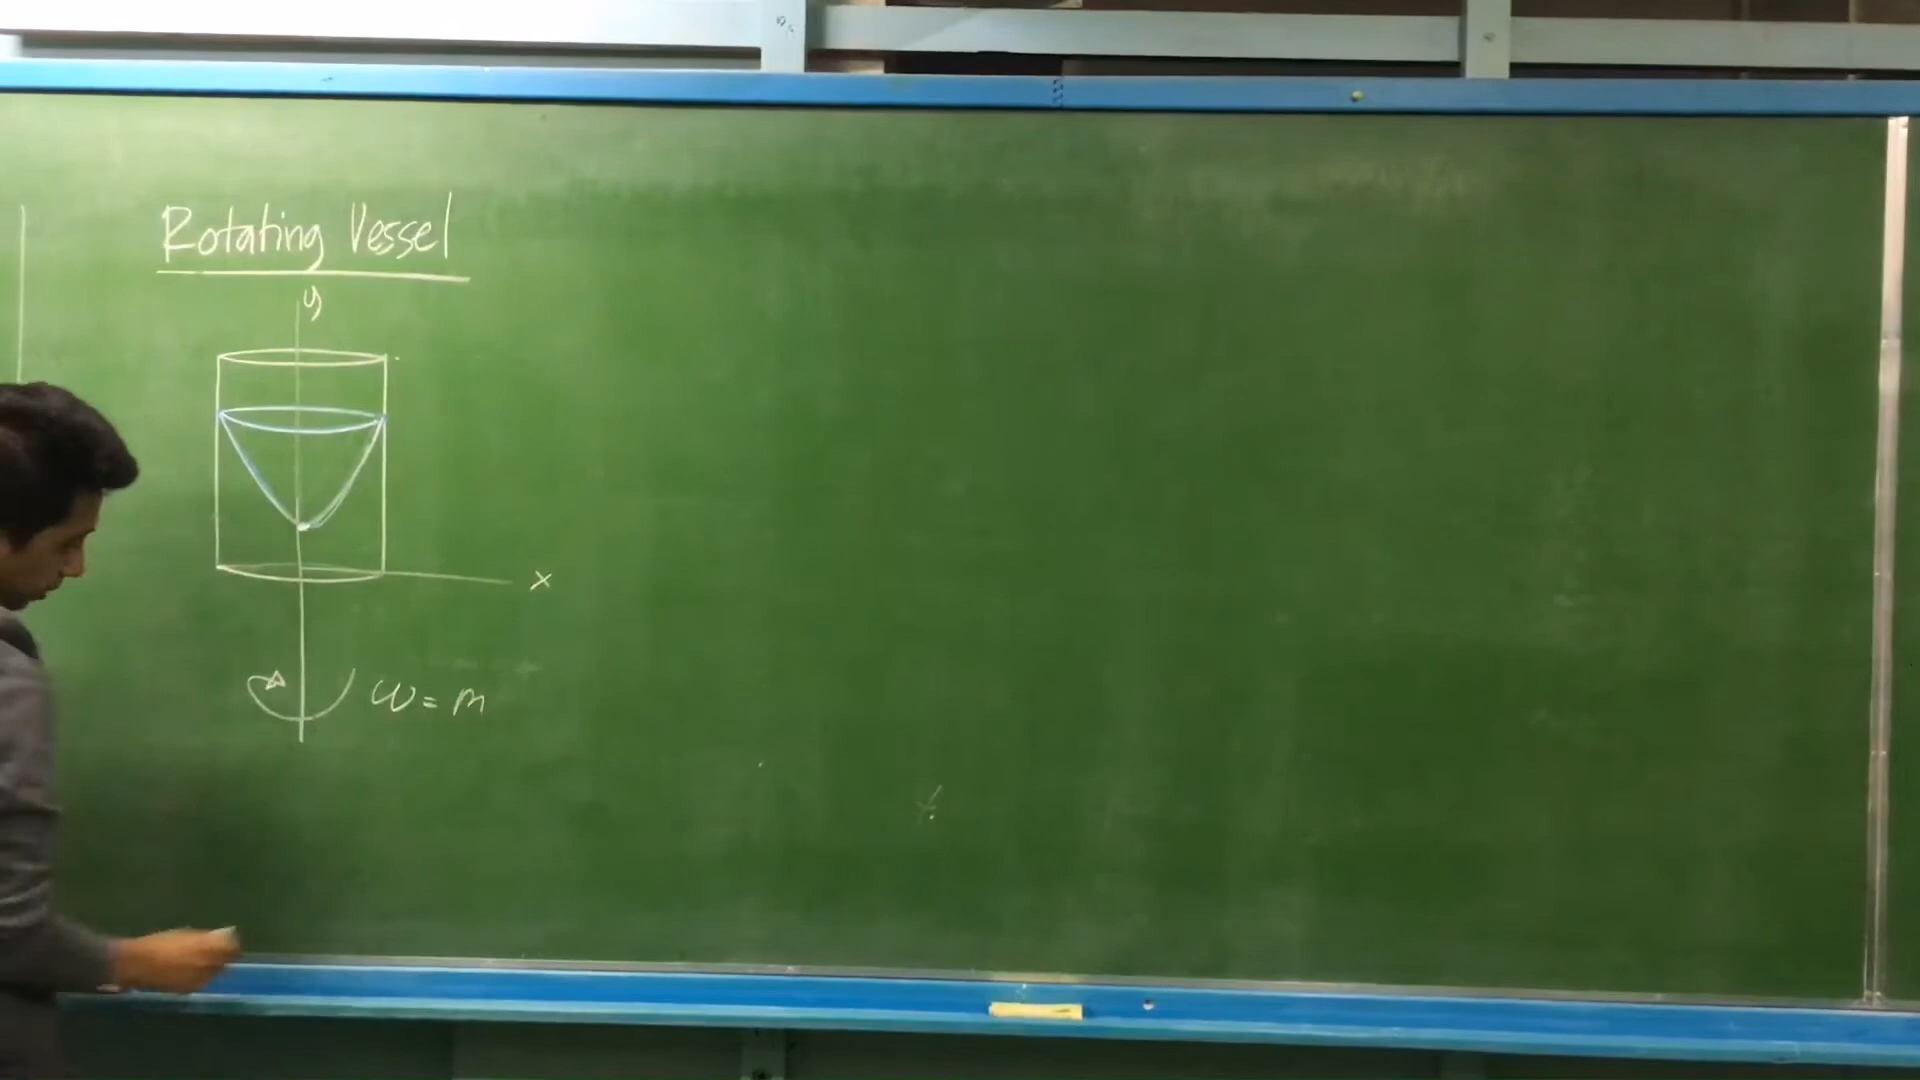 Rotating Vessel
y
x
ω = m